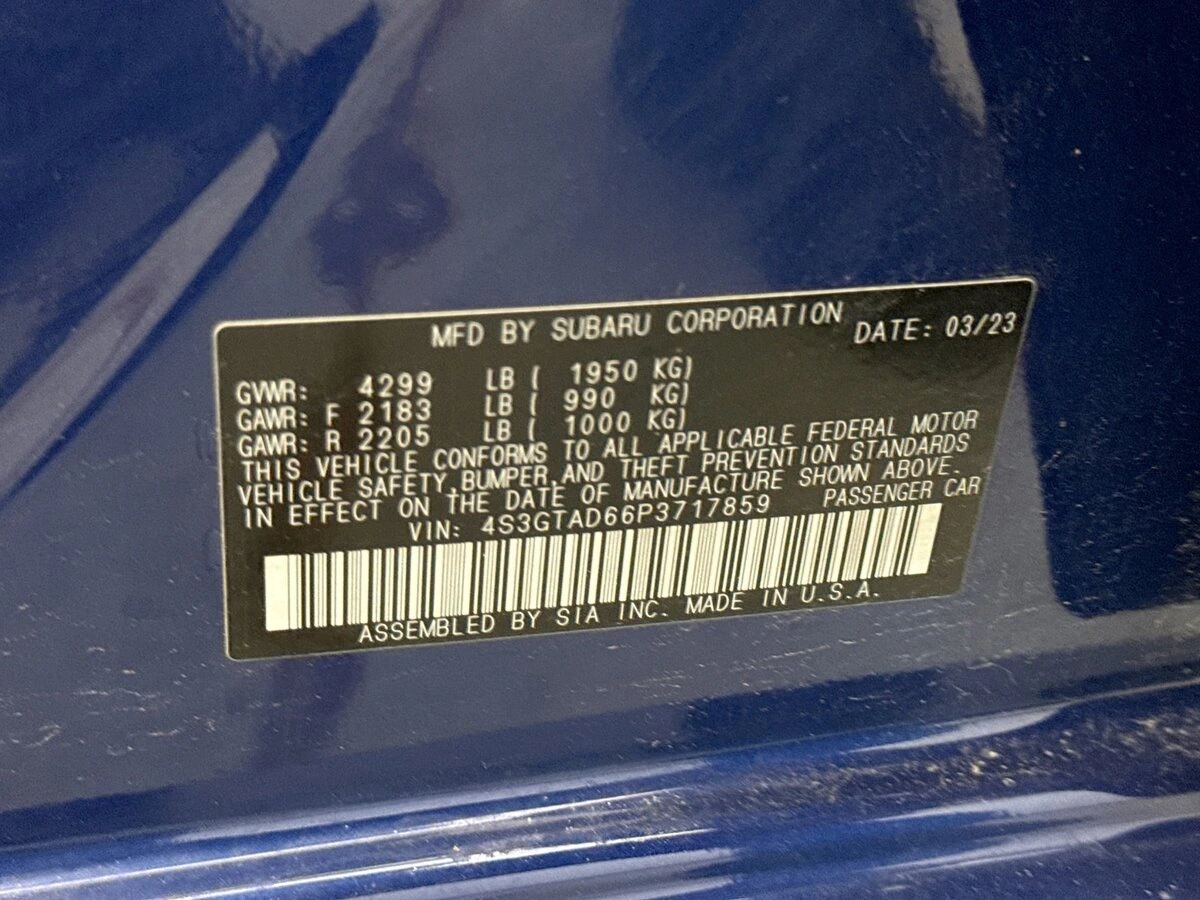 MFD BY SUBARU CORPORATION DATE: 03/23
GVWR: 4299 LB ( 1950 KG)
GAWR: F 2183 LB ( 990 KG)
GAWR: R 2205 LB ( 1000 KG)
THIS VEHICLE CONFORMS TO ALL APPLICABLE FEDERAL MOTOR
VEHICLE SAFETY,BUMPER,AND THEFT PREVENTION STANDARDS
IN EFFECT ON THE DATE OF MANUFACTURE SHOWN ABOVE.
VIN: 4S3GTAD66P3717859 PASSENGER CAR
ASSEMBLED BY SIA INC. MADE IN U.S.A.